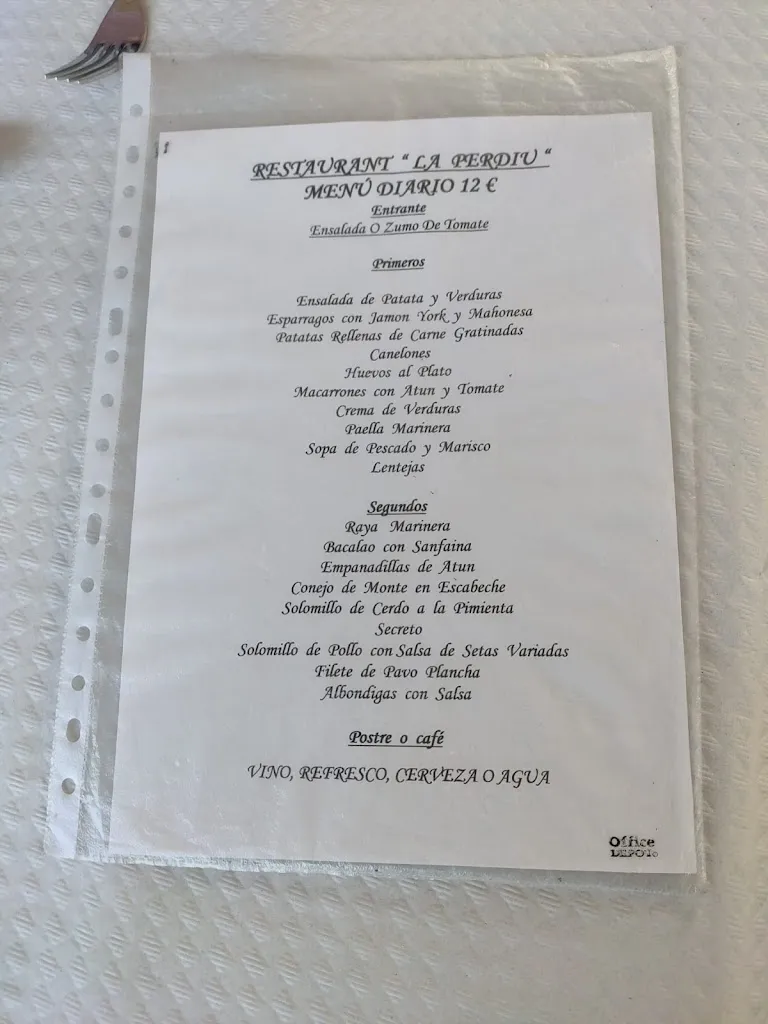 RESTAURANT " LA PERDIU "
MENÚ DIARIO 12 €
Entrante
Ensalada O Zumo De Tomate
Primeros
Ensalada de Patata y Verduras
Esparragos con Jamon York y Mahonesa
Patatas Rellenas de Carne Gratinadas
Canelones
Huevos al Plato
Macarrones con Atun y Tomate
Crema de Verduras
Paella Marinera
Sopa de Pescado y Marisco
Lentejas
Segundos
Raya Marinera
Bacalao con Sanfaina
Empanadillas de Atun
Conejo de Monte en Escabeche
Solomillo de Cerdo a la Pimienta
Secreto
Solomillo de Pollo con Salsa de Setas Variadas
Filete de Pavo Plancha
Albondigas con Salsa
Postre o café
VINO, REFRESCO, CERVEZA O AGUA
Office
DEPOT